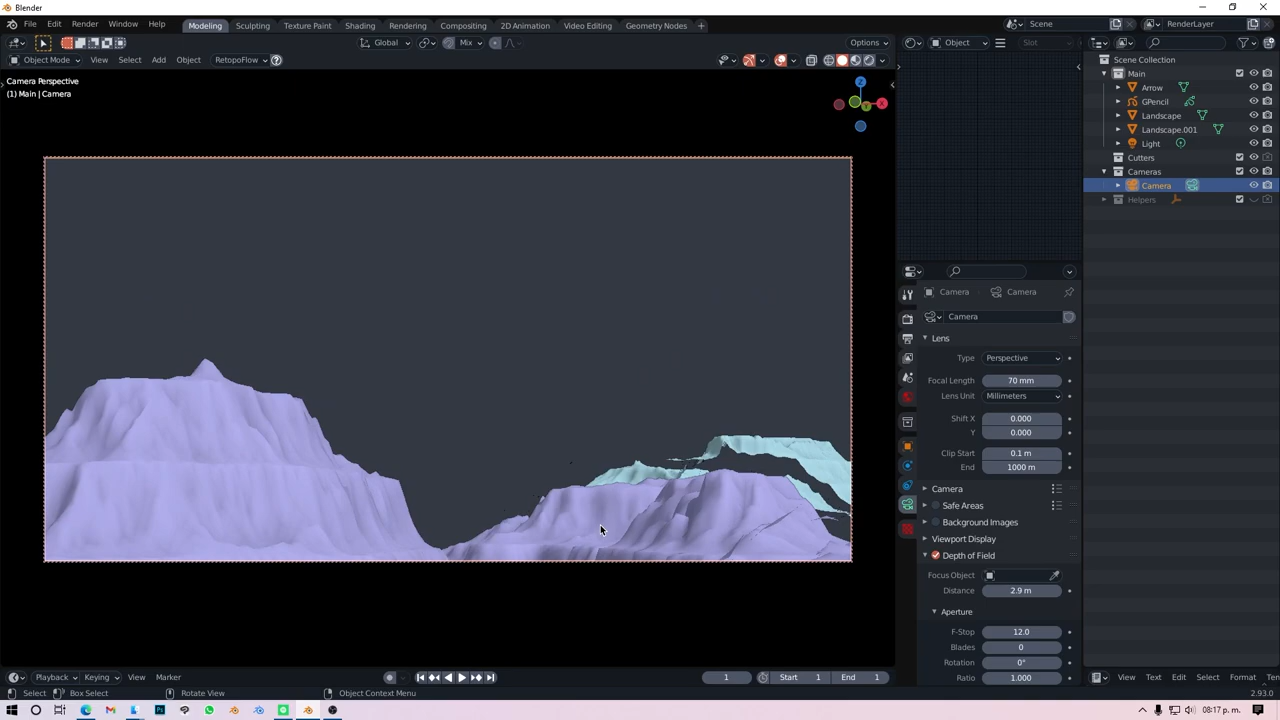 Blender
File Edit Render Window Help
Modeling Sculpting Texture Paint Shading Rendering Compositing 2D Animation Video Editing Geometry Nodes +
Scene
RenderLayer
Global
Mix
Options
Object
Slot
Object Mode View Select Add Object RetopoFlow
Camera Perspective
(1) Main | Camera
Z
X
Y
Scene Collection
Main
Arrow
GPencil
Landscape
Landscape.001
Light
Cutters
Cameras
Camera
Helpers
Camera Camera
Camera
Lens
Type Perspective
Focal Length 70 mm
Lens Unit Millimeters
Shift X 0.000
Y 0.000
Clip Start 0.1 m
End 1000 m
Camera
Safe Areas
Background Images
Viewport Display
Depth of Field
Focus Object
Distance 2.9 m
Aperture
F-Stop 12.0
Blades 0
Rotation 0°
Ratio 1.000
Playback Keying View Marker
1
Start 1 End 1
View Text Edit Select Format Ten
Select Box Select Rotate View Object Context Menu
2.93.0
08:17 p. m.